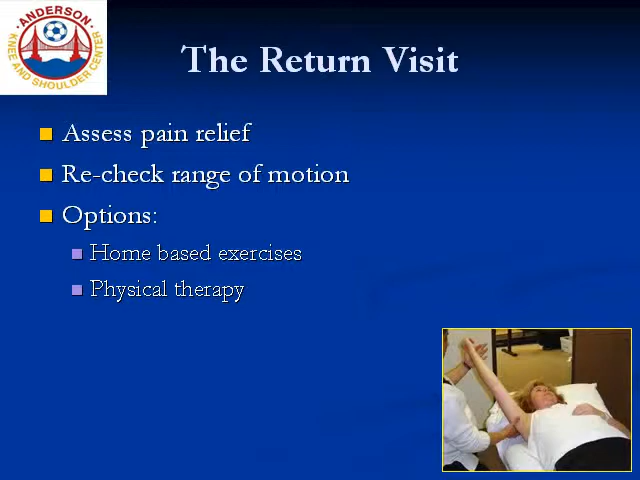 ANDERSON
KNEE AND SHOULDER CENTER
The Return Visit
Assess pain relief
Re-check range of motion
Options:
Home based exercises
Physical therapy